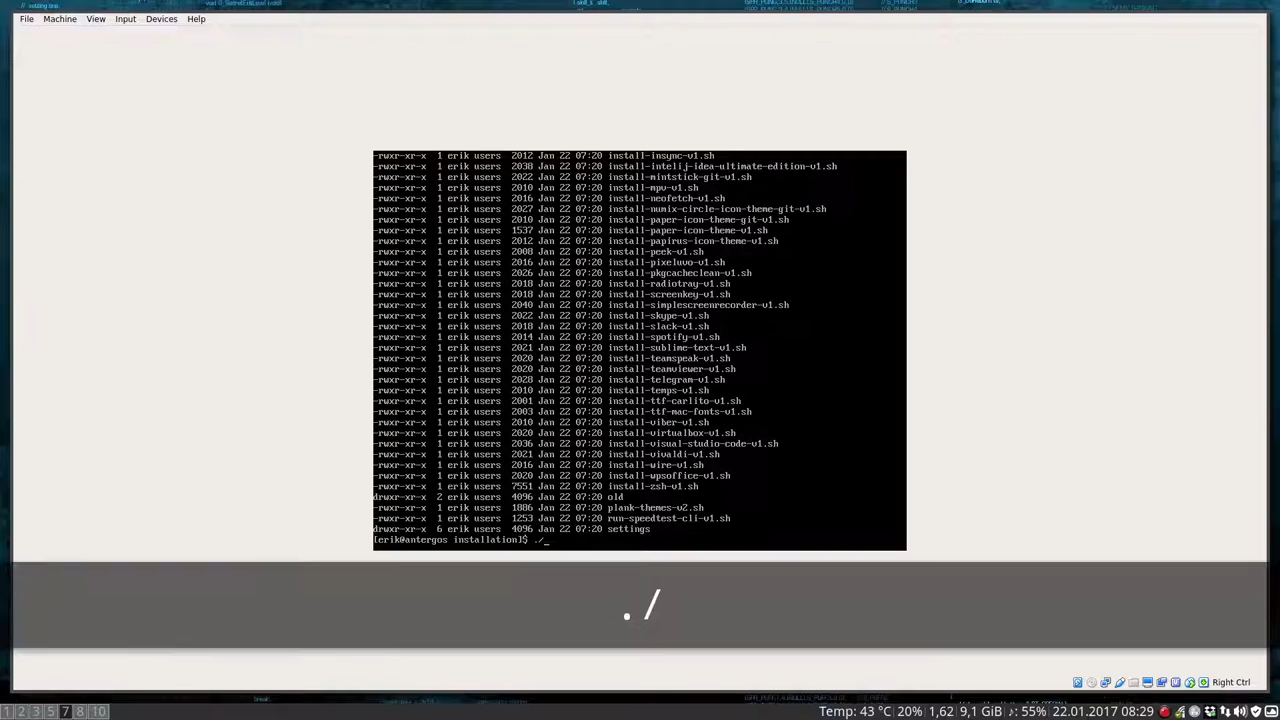 File Machine View Input Devices Help
-rwxr-xr-x 1 erik users 2012 Jan 22 07:20 install-insync-v1.sh
-rwxr-xr-x 1 erik users 2038 Jan 22 07:20 install-intelij-idea-ultimate-edition-v1.sh
-rwxr-xr-x 1 erik users 2022 Jan 22 07:20 install-mintstick-git-v1.sh
-rwxr-xr-x 1 erik users 2010 Jan 22 07:20 install-mpv-v1.sh
-rwxr-xr-x 1 erik users 2016 Jan 22 07:20 install-neofetch-v1.sh
-rwxr-xr-x 1 erik users 2027 Jan 22 07:20 install-numix-circle-icon-theme-git-v1.sh
-rwxr-xr-x 1 erik users 2010 Jan 22 07:20 install-paper-icon-theme-git-v1.sh
-rwxr-xr-x 1 erik users 1537 Jan 22 07:20 install-paper-icon-theme-v1.sh
-rwxr-xr-x 1 erik users 2012 Jan 22 07:20 install-papirus-icon-theme-v1.sh
-rwxr-xr-x 1 erik users 2008 Jan 22 07:20 install-peek-v1.sh
-rwxr-xr-x 1 erik users 2016 Jan 22 07:20 install-pixeluvo-v1.sh
-rwxr-xr-x 1 erik users 2026 Jan 22 07:20 install-pkgcacheclean-v1.sh
-rwxr-xr-x 1 erik users 2018 Jan 22 07:20 install-radiotray-v1.sh
-rwxr-xr-x 1 erik users 2018 Jan 22 07:20 install-screenkey-v1.sh
-rwxr-xr-x 1 erik users 2040 Jan 22 07:20 install-simplescreenrecorder-v1.sh
-rwxr-xr-x 1 erik users 2022 Jan 22 07:20 install-skype-v1.sh
-rwxr-xr-x 1 erik users 2018 Jan 22 07:20 install-slack-v1.sh
-rwxr-xr-x 1 erik users 2014 Jan 22 07:20 install-spotify-v1.sh
-rwxr-xr-x 1 erik users 2021 Jan 22 07:20 install-sublime-text-v1.sh
-rwxr-xr-x 1 erik users 2020 Jan 22 07:20 install-teamspeak-v1.sh
-rwxr-xr-x 1 erik users 2020 Jan 22 07:20 install-teamviewer-v1.sh
-rwxr-xr-x 1 erik users 2028 Jan 22 07:20 install-telegram-v1.sh
-rwxr-xr-x 1 erik users 2010 Jan 22 07:20 install-temps-v1.sh
-rwxr-xr-x 1 erik users 2001 Jan 22 07:20 install-ttf-carlito-v1.sh
-rwxr-xr-x 1 erik users 2003 Jan 22 07:20 install-ttf-mac-fonts-v1.sh
-rwxr-xr-x 1 erik users 2010 Jan 22 07:20 install-viber-v1.sh
-rwxr-xr-x 1 erik users 2020 Jan 22 07:20 install-virtualbox-v1.sh
-rwxr-xr-x 1 erik users 2036 Jan 22 07:20 install-visual-studio-code-v1.sh
-rwxr-xr-x 1 erik users 2021 Jan 22 07:20 install-vivaldi-v1.sh
-rwxr-xr-x 1 erik users 2016 Jan 22 07:20 install-wire-v1.sh
-rwxr-xr-x 1 erik users 2020 Jan 22 07:20 install-wpsoffice-v1.sh
-rwxr-xr-x 1 erik users 7551 Jan 22 07:20 install-zsh-v1.sh
drwxr-xr-x 2 erik users 4096 Jan 22 07:20 old
-rwxr-xr-x 1 erik users 1886 Jan 22 07:20 plank-themes-v2.sh
-rwxr-xr-x 1 erik users 1253 Jan 22 07:20 run-speedtest-cli-v1.sh
drwxr-xr-x 6 erik users 4096 Jan 22 07:20 settings
[erik@antergos installation]$ ./_
./
Right Ctrl
1 2 3 5 7 8 10 Temp: 43 °C | 20% | 1,62 | 9,1 GiB | ♪: 55% | 22.01.2017 08:29